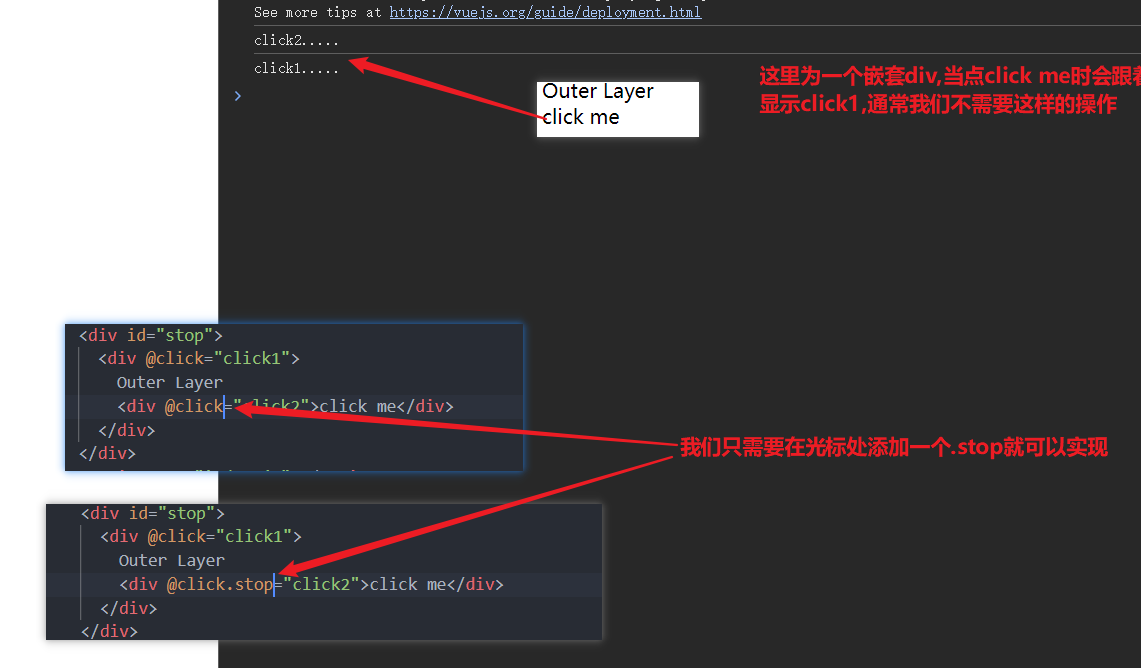 See more tips at https://vuejs.org/guide/deployment.html
click2.....
click1.....
>
Outer Layer
click me
这里为一个嵌套div,当点click me时会跟着
显示click1,通常我们不需要这样的操作
<div id="stop">
<div @click="click1">
Outer Layer
<div @click="click2">click me</div>
</div>
</div>
我们只需要在光标处添加一个.stop就可以实现
<div id="stop">
<div @click="click1">
Outer Layer
<div @click.stop="click2">click me</div>
</div>
</div>